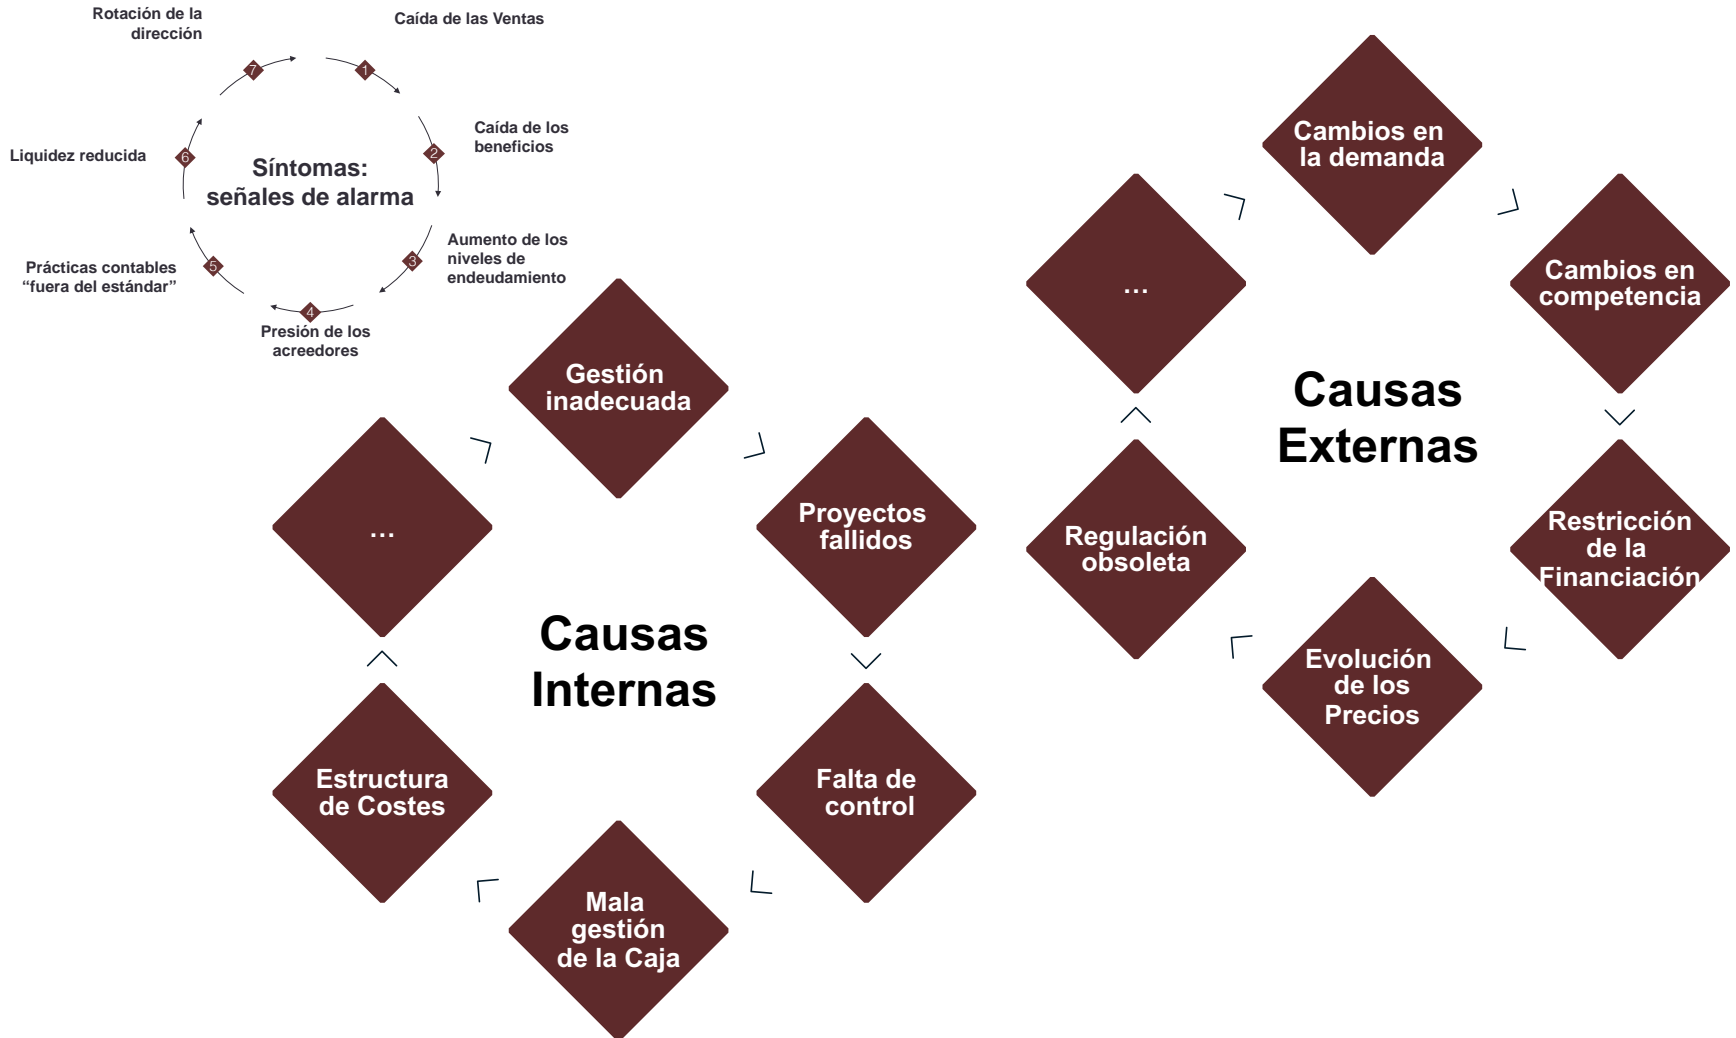 Rotación de la
dirección
Caída de las Ventas
7
1
Caída de los
beneficios
2
Liquidez reducida
6
Síntomas:
señales de alarma
Aumento de los
niveles de
endeudamiento
3
Prácticas contables
“fuera del estándar”
5
4
Presión de los
acreedores
Gestión
inadecuada
Proyectos
fallidos
Falta de
control
Mala
gestión
de la Caja
Estructura
de Costes
...
Causas
Internas
Cambios en
la demanda
Cambios en
competencia
Restricción
de la
Financiación
Evolución
de los
Precios
Regulación
obsoleta
...
Causas
Externas